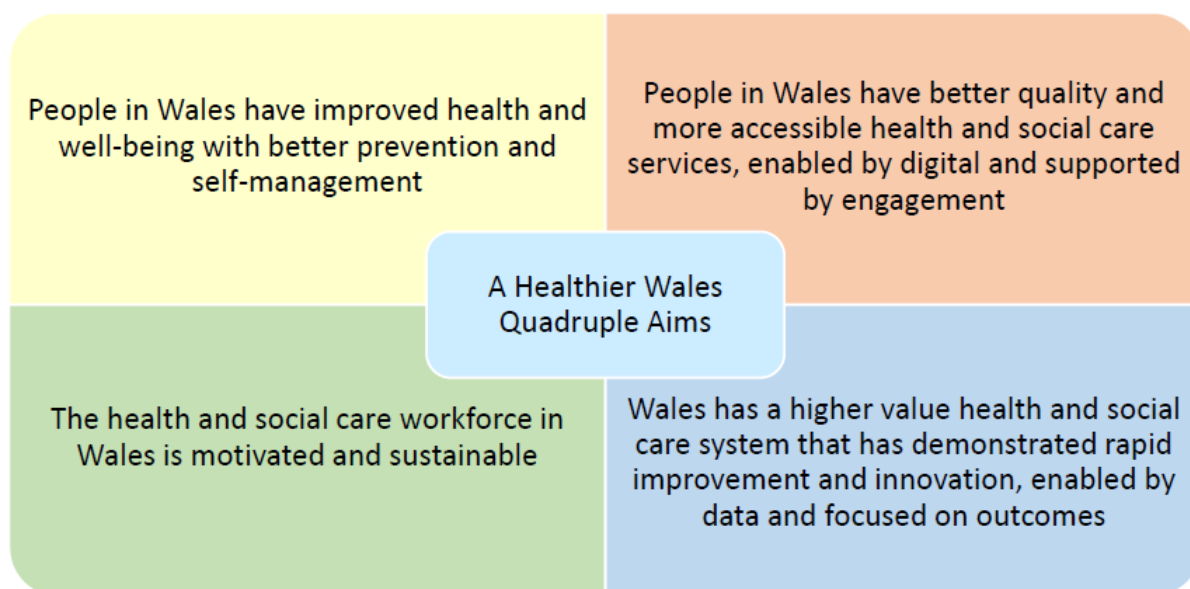 People in Wales have improved health and
well-being with better prevention and
self-management
People in Wales have better quality and
more accessible health and social care
services, enabled by digital and supported
by engagement
A Healthier Wales
Quadruple Aims
The health and social care workforce in
Wales is motivated and sustainable
Wales has a higher value health and social
care system that has demonstrated rapid
improvement and innovation, enabled by
data and focused on outcomes